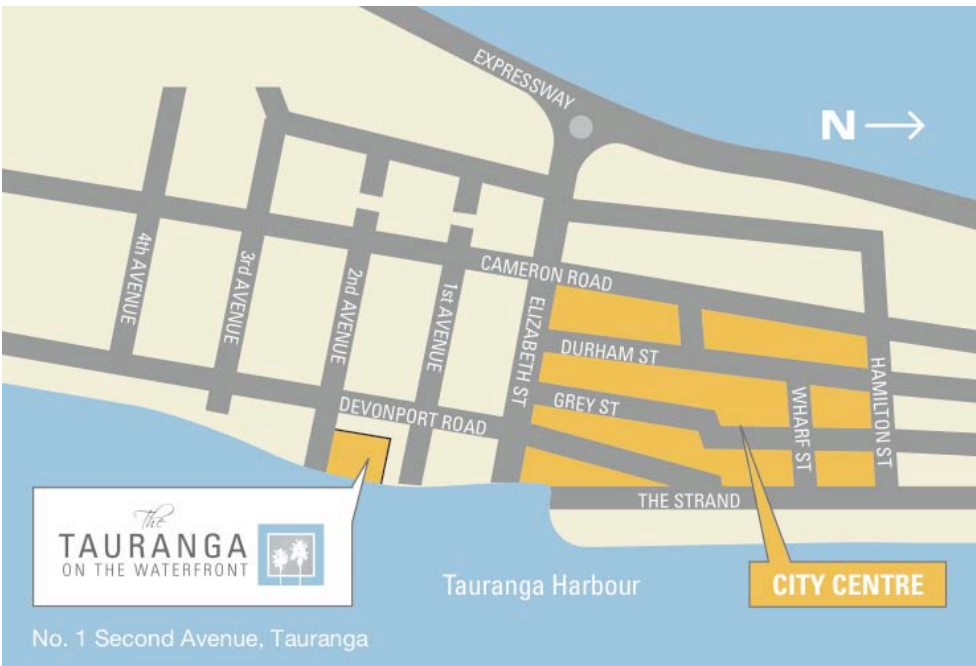 EXPRESSWAY
N
4th AVENUE
3rd AVENUE
2nd AVENUE
1st AVENUE
CAMERON ROAD
ELIZABETH ST
DURHAM ST
GREY ST
WHARF ST
HAMILTON ST
DEVONPORT ROAD
THE STRAND
The
TAURANGA
ON THE WATERFRONT
Tauranga Harbour
CITY CENTRE
No. 1 Second Avenue, Tauranga